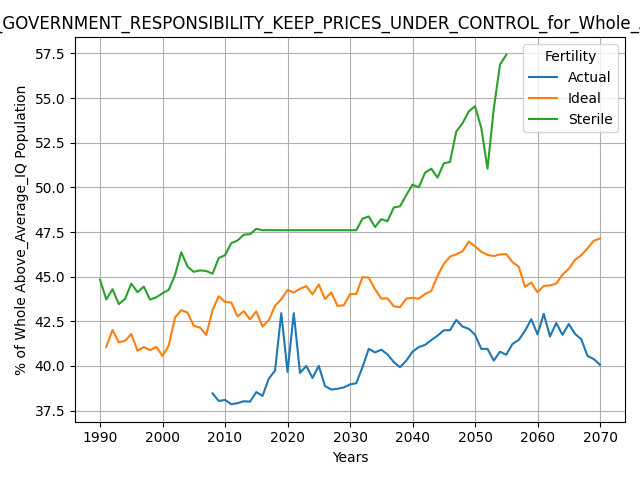 _GOVERNMENT_RESPONSIBILITY_KEEP_PRICES_UNDER_CONTROL_for_Whole_
57.5
55.0
52.5
50.0
47.5
45.0
42.5
40.0
37.5
% of Whole Above_Average_IQ Population
Fertility
Actual
Ideal
Sterile
1990 2000 2010 2020 2030 2040 2050 2060 2070
Years